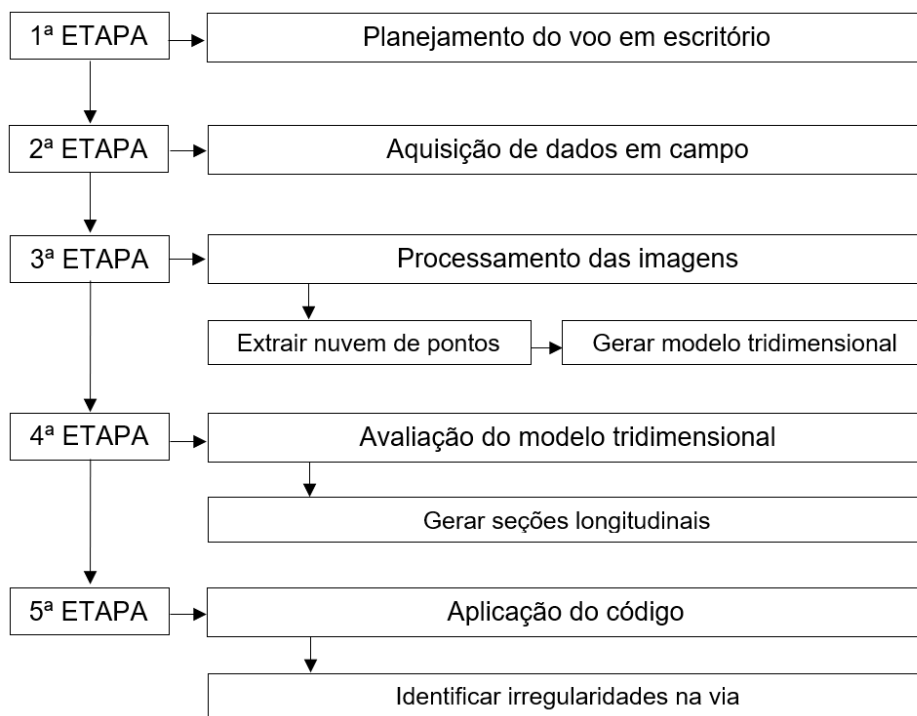 1ª ETAPA
Planejamento do voo em escritório
2ª ETAPA
Aquisição de dados em campo
3ª ETAPA
Processamento das imagens
Extrair nuvem de pontos
Gerar modelo tridimensional
4ª ETAPA
Avaliação do modelo tridimensional
Gerar seções longitudinais
5ª ETAPA
Aplicação do código
Identificar irregularidades na via